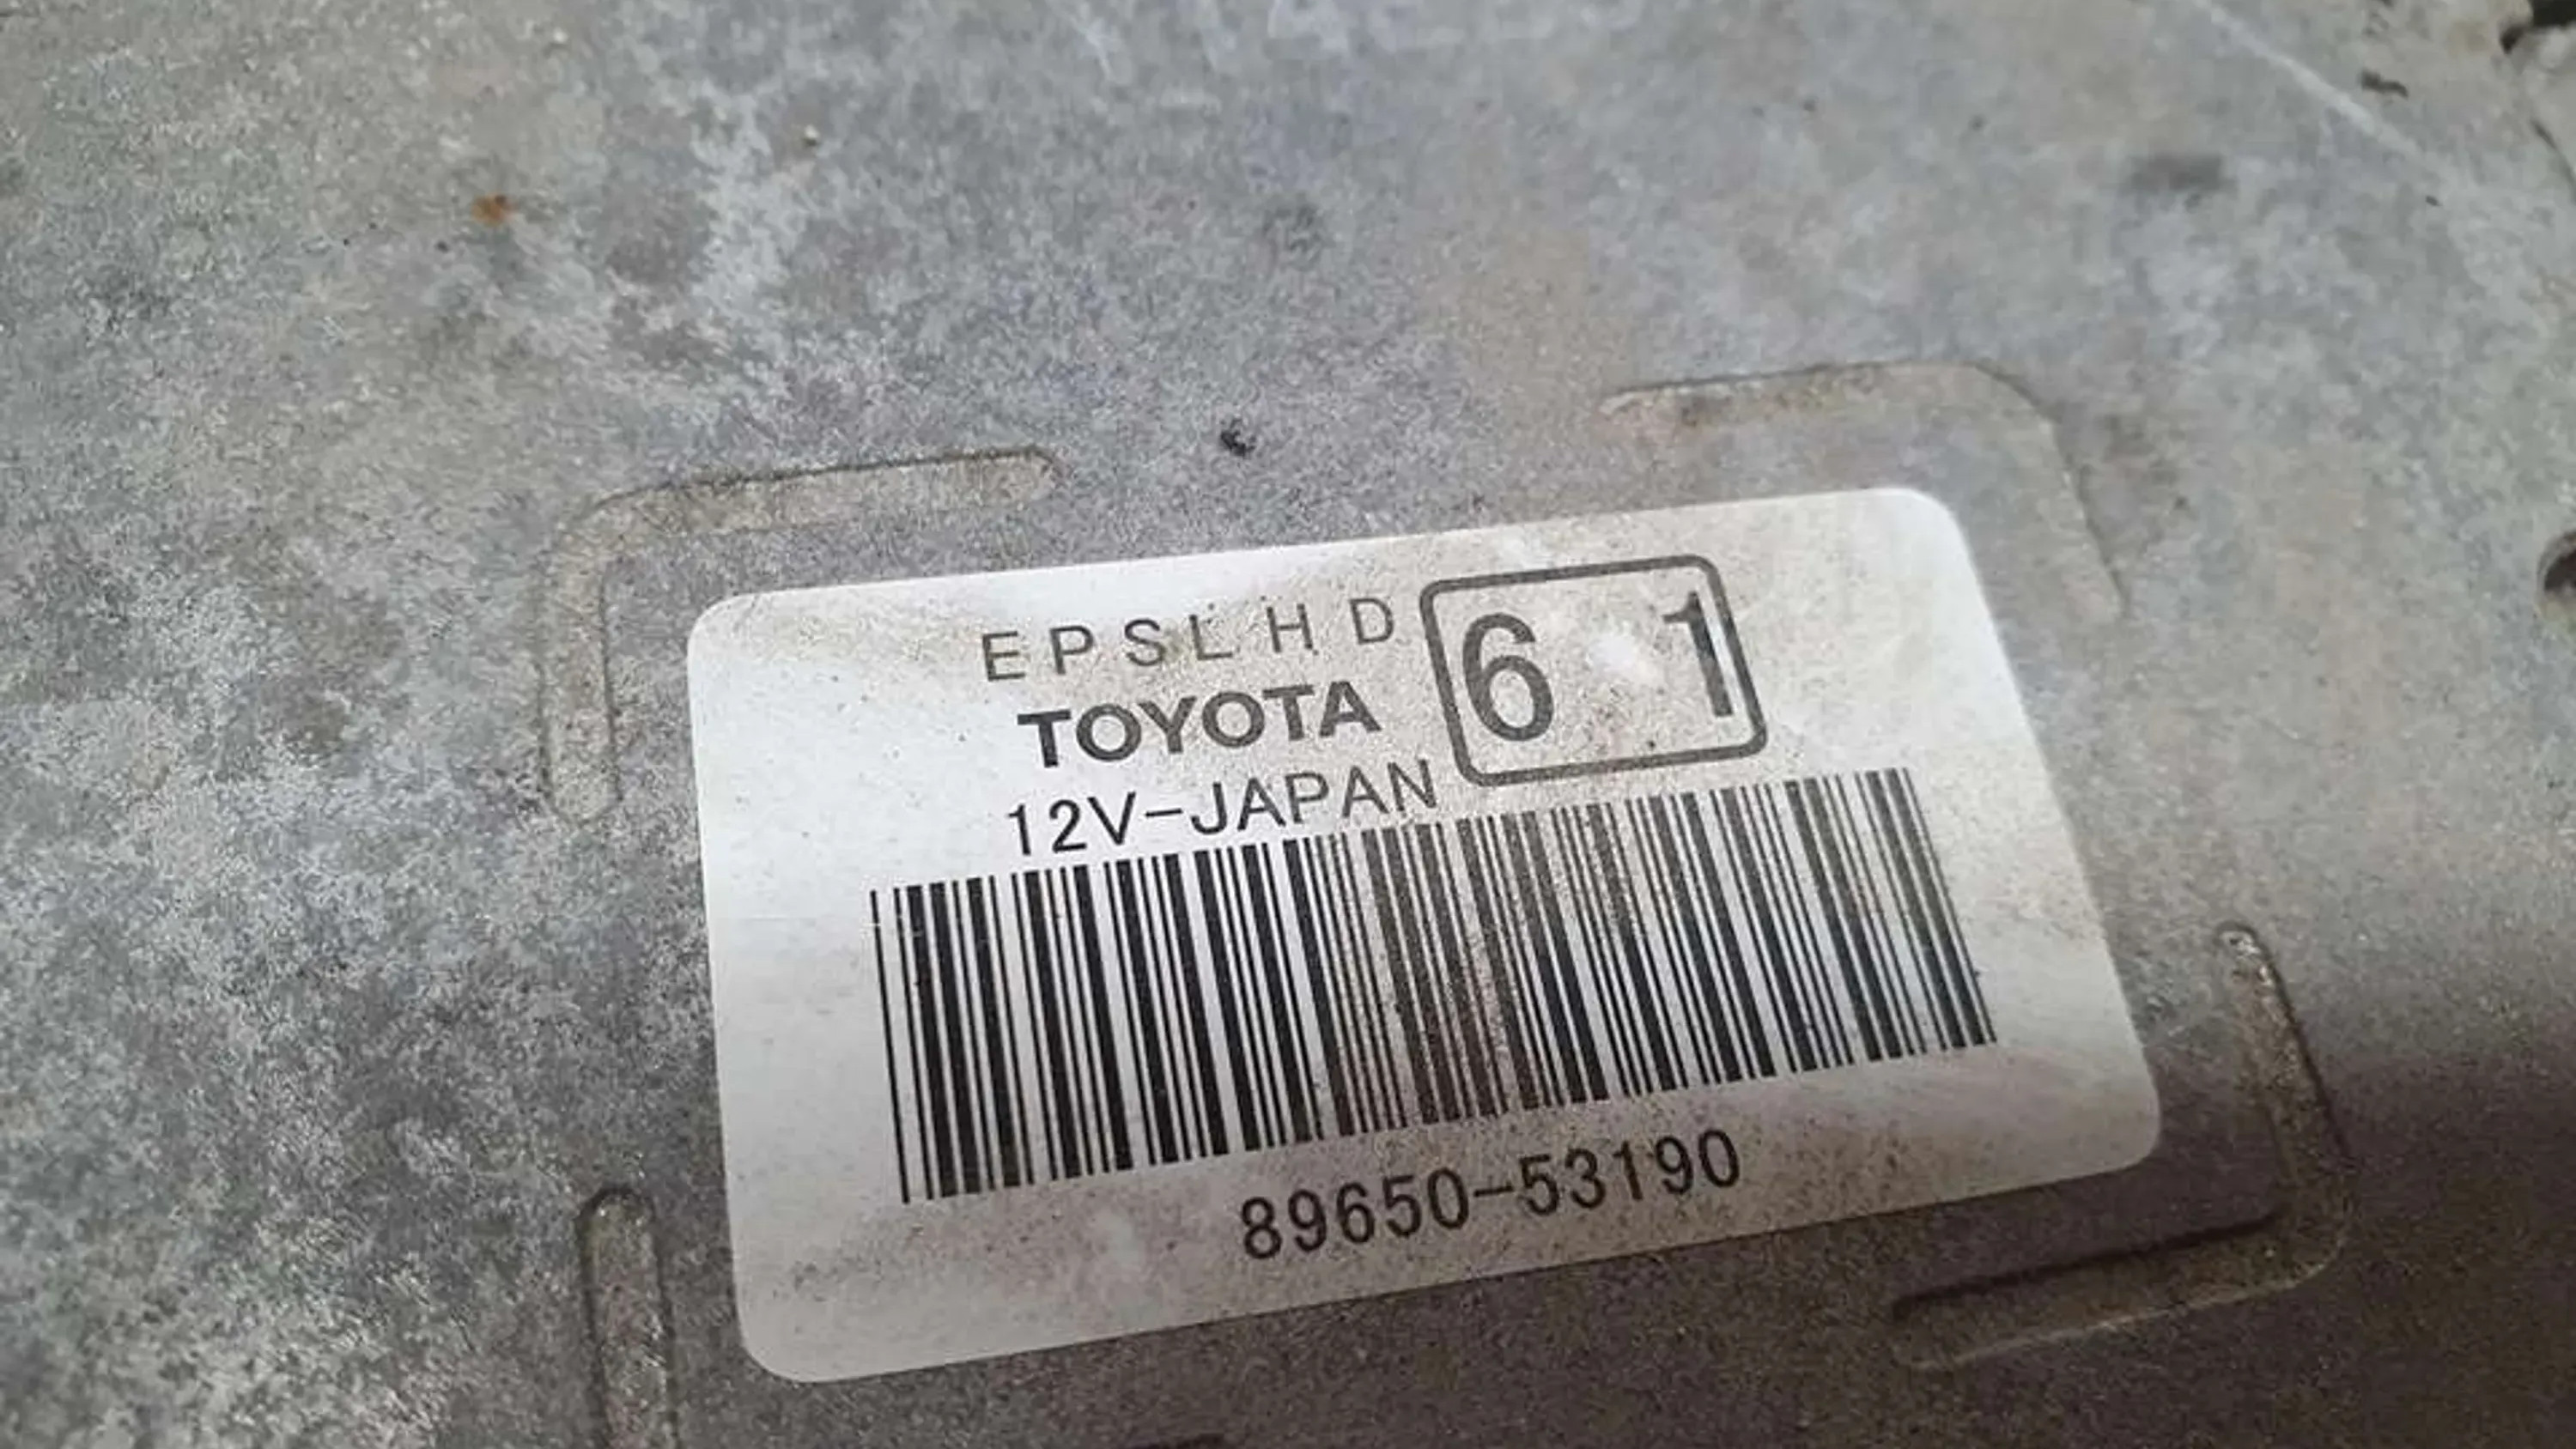 EPSLHD
TOYOTA
6 1
12V-JAPAN
89650-53190